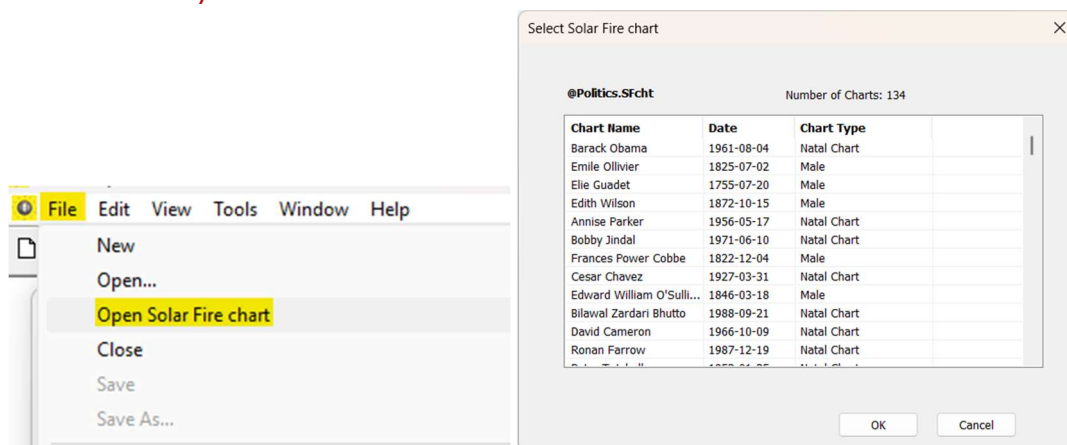 File Edit View Tools Window Help
New
Open...
Open Solar Fire chart
Close
Save
Save As...
Select Solar Fire chart
@Politics.SFcht Number of Charts: 134
Chart Name Date Chart Type
Barack Obama 1961-08-04 Natal Chart
Emile Ollivier 1825-07-02 Male
Elie Guadet 1755-07-20 Male
Edith Wilson 1872-10-15 Male
Annise Parker 1956-05-17 Natal Chart
Bobby Jindal 1971-06-10 Natal Chart
Frances Power Cobbe 1822-12-04 Male
Cesar Chavez 1927-03-31 Natal Chart
Edward William O'Sulli... 1846-03-18 Male
Bilawal Zardari Bhutto 1988-09-21 Natal Chart
David Cameron 1966-10-09 Natal Chart
Ronan Farrow 1987-12-19 Natal Chart
OK Cancel